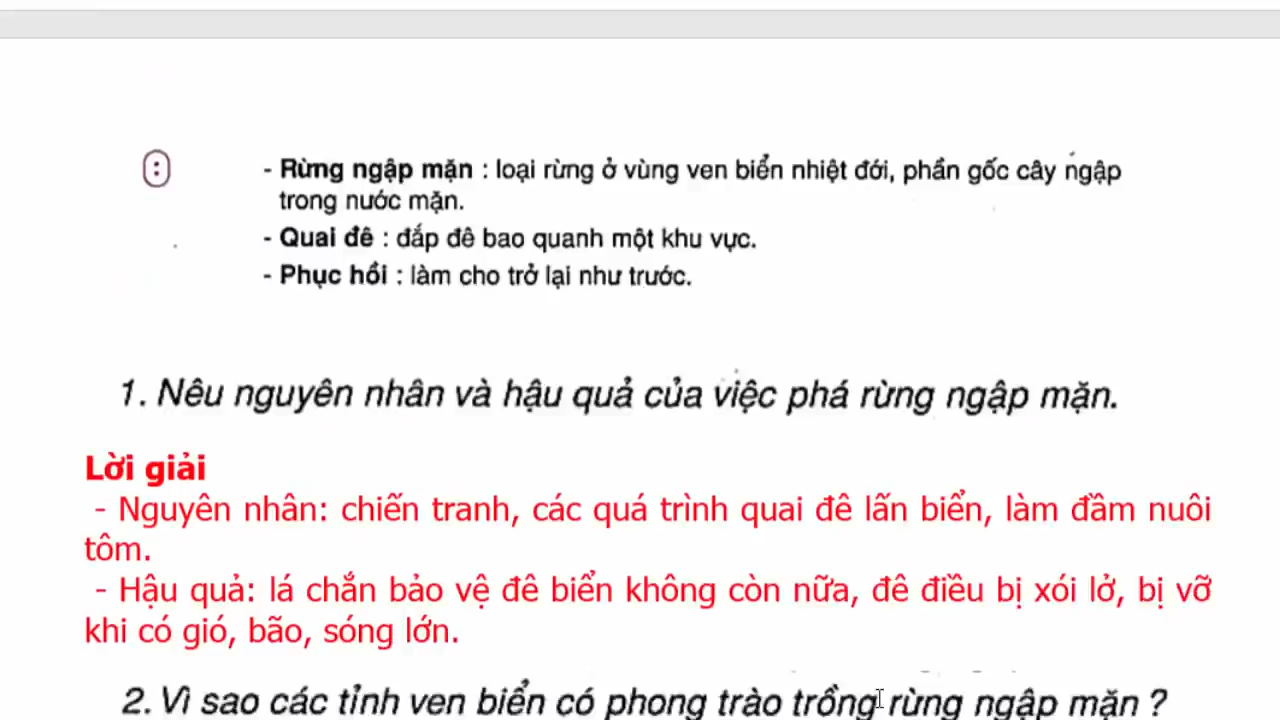 - Rừng ngập mặn : loại rừng ở vùng ven biển nhiệt đới, phần gốc cây ngập
trong nước mặn.
- Quai đê : đắp đê bao quanh một khu vực.
- Phục hồi : làm cho trở lại như trước.
1. Nêu nguyên nhân và hậu quả của việc phá rừng ngập mặn.
Lời giải
- Nguyên nhân: chiến tranh, các quá trình quai đê lấn biển, làm đầm nuôi
tôm.
- Hậu quả: lá chắn bảo vệ đê biển không còn nữa, đê điều bị xói lở, bị vỡ
khi có gió, bão, sóng lớn.
2. Vì sao các tỉnh ven biển có phong trào trồng rừng ngập mặn ?